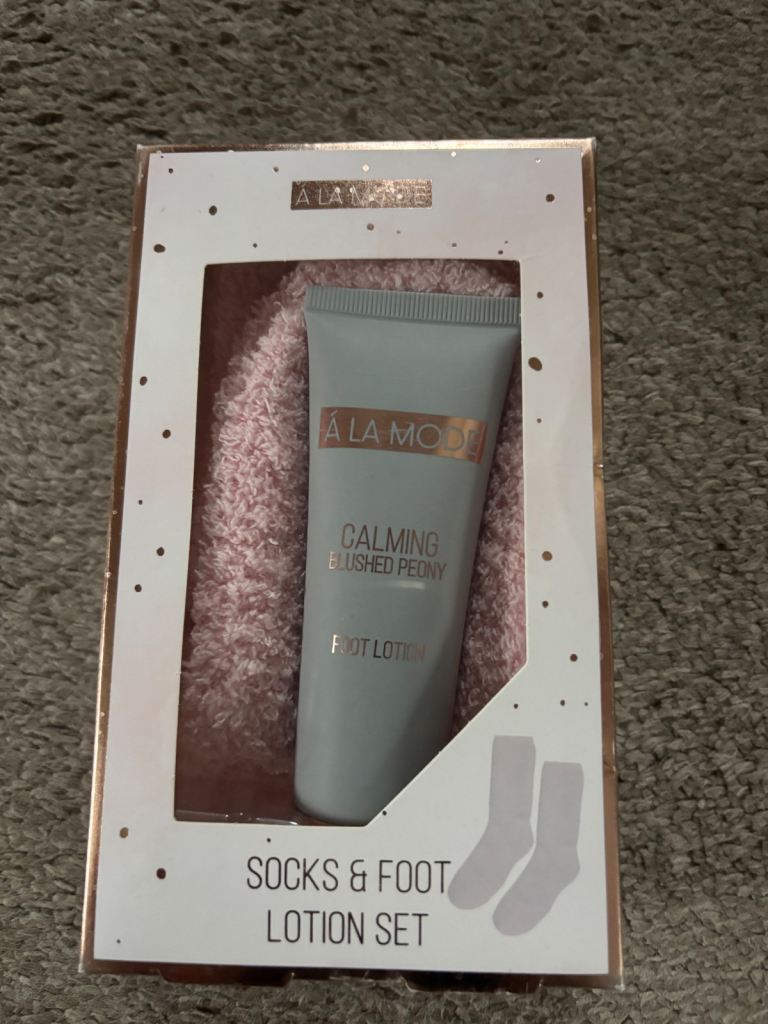 Á LA MODE
Á LA MODE
CALMING
BLUSHED PEONY
FOOT LOTION
SOCKS & FOOT
LOTION SET